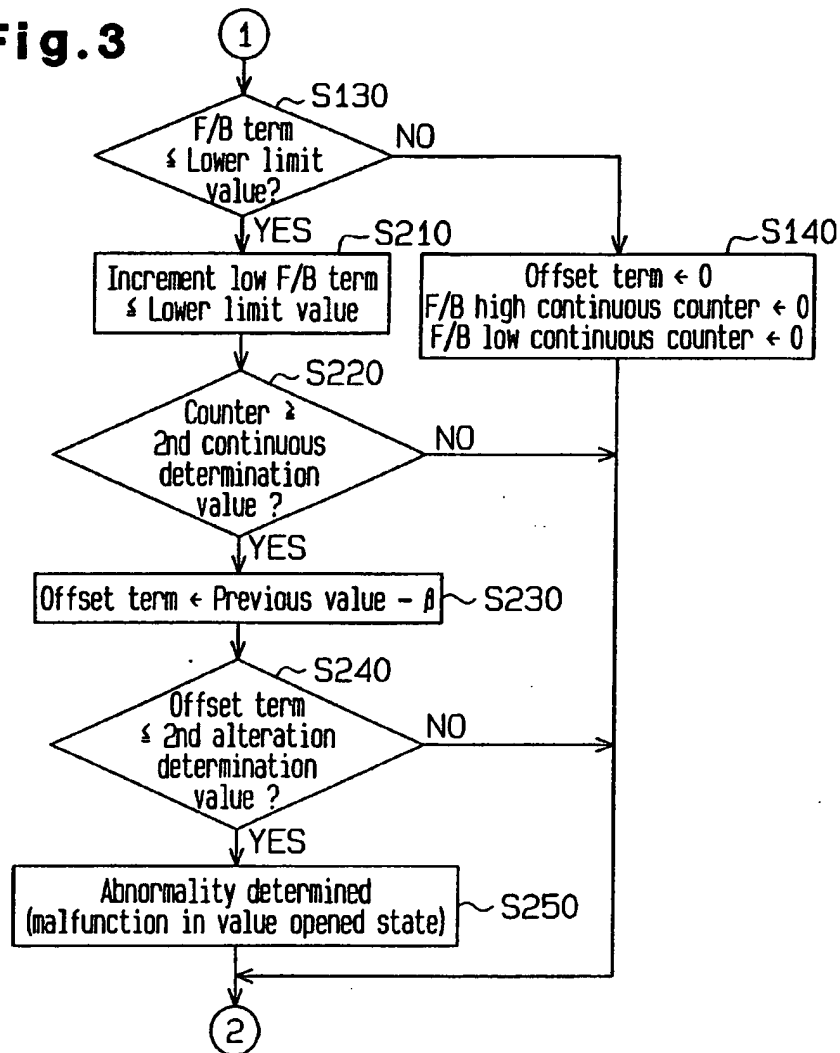 Fig.3
1
S130
F/B term
≦ Lower limit
value?
NO
YES
S210
Increment low F/B term
≦ Lower limit value
S140
Offset term ← 0
F/B high continuous counter ← 0
F/B low continuous counter ← 0
S220
Counter ≧
2nd continuous
determination
value ?
NO
YES
Offset term ← Previous value - β
S230
S240
Offset term
≦ 2nd alteration
determination
value ?
NO
YES
Abnormality determined
(malfunction in value opened state)
S250
2